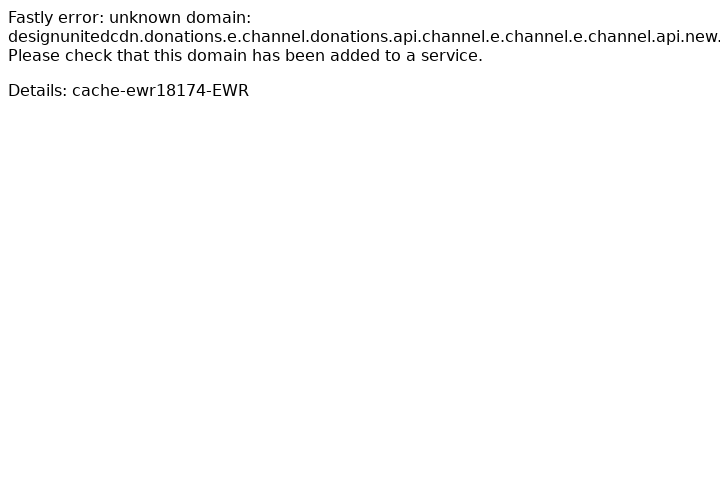 Fastly error: unknown domain:
designunitedcdn.donations.e.channel.donations.api.channel.e.channel.e.channel.api.new.
Please check that this domain has been added to a service.
Details: cache-ewr18174-EWR